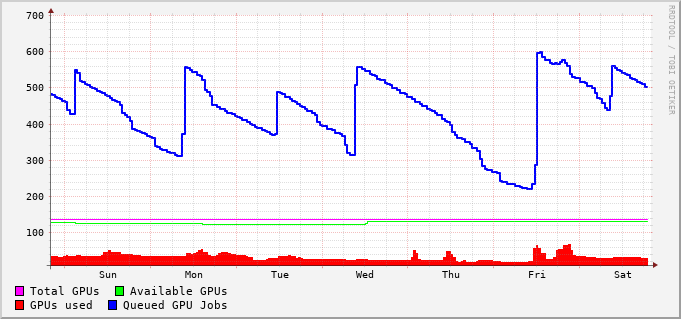 700
600
500
400
300
200
100
Sun Mon Tue Wed Thu Fri Sat
Total GPUs Available GPUs
GPUs used Queued GPU Jobs
RRDTOOL / TOBI OETIKER